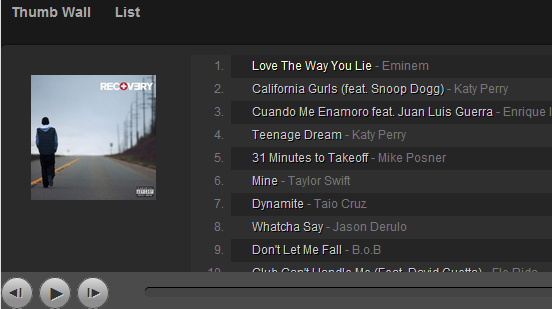 Thumb Wall List
RECOVERY
1. Love The Way You Lie - Eminem
2. California Gurls (feat. Snoop Dogg) - Katy Perry
3. Cuando Me Enamoro feat. Juan Luis Guerra - Enrique I
4. Teenage Dream - Katy Perry
5. 31 Minutes to Takeoff - Mike Posner
6. Mine - Taylor Swift
7. Dynamite - Taio Cruz
8. Whatcha Say - Jason Derulo
9. Don't Let Me Fall - B.o.B
10. Club Can't Handle Me (Feat. David Guetta) - Flo Rida